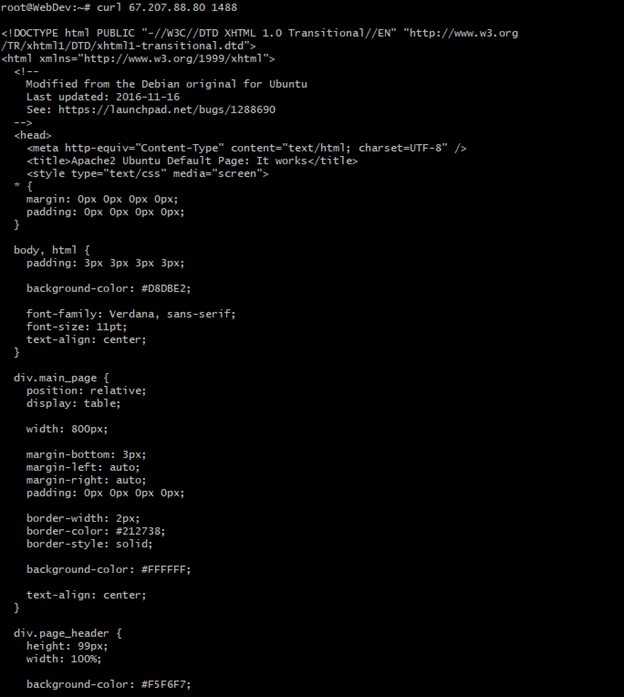 root@WebDev:~# curl 67.207.88.80 1488
<!DOCTYPE html PUBLIC "-//W3C//DTD XHTML 1.0 Transitional//EN" "http://www.w3.org
/TR/xhtml1/DTD/xhtml1-transitional.dtd">
<html xmlns="http://www.w3.org/1999/xhtml">
  <!--
    Modified from the Debian original for Ubuntu
    Last updated: 2016-11-16
    See: https://launchpad.net/bugs/1288690
  -->
  <head>
    <meta http-equiv="Content-Type" content="text/html; charset=UTF-8" />
    <title>Apache2 Ubuntu Default Page: It works</title>
    <style type="text/css" media="screen">
  * {
    margin: 0px 0px 0px 0px;
    padding: 0px 0px 0px 0px;
  }
  body, html {
    padding: 3px 3px 3px 3px;
    background-color: #D8DBE2;
    font-family: Verdana, sans-serif;
    font-size: 11pt;
    text-align: center;
  }
  div.main_page {
    position: relative;
    display: table;
    width: 800px;
    margin-bottom: 3px;
    margin-left: auto;
    margin-right: auto;
    padding: 0px 0px 0px 0px;
    border-width: 2px;
    border-color: #212738;
    border-style: solid;
    background-color: #FFFFFF;
    text-align: center;
  }
  div.page_header {
    height: 99px;
    width: 100%;
    background-color: #F5F6F7;